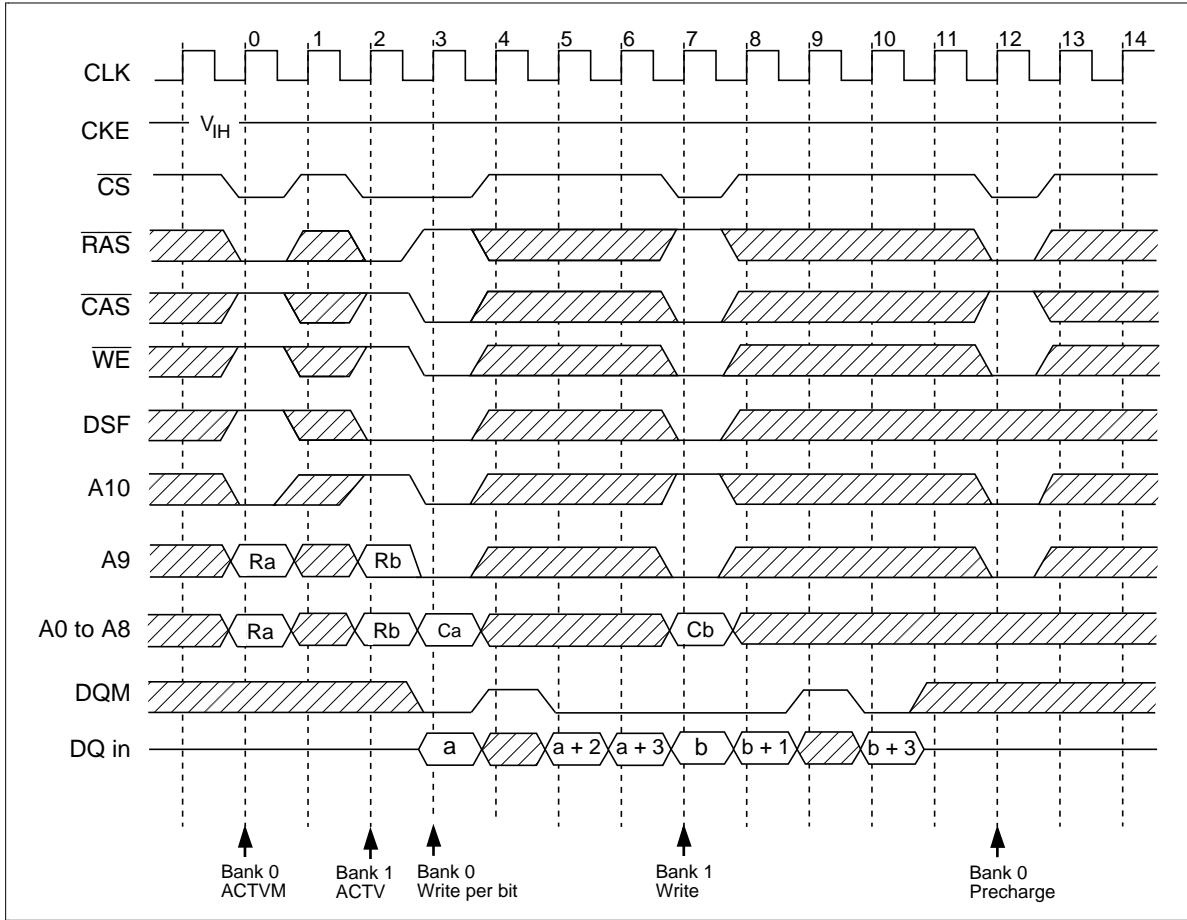 0 1 2 3 4 5 6 7 8 9 10 11 12 13 14
CLK
CKE VIH
CS
RAS
CAS
WE
DSF
A10
A9 Ra Rb
A0 to A8 Ra Rb Ca Cb
DQM
DQ in a a + 2 a + 3 b b + 1 b + 3
Bank 0
ACTVM
Bank 1
ACTV
Bank 0
Write per bit
Bank 1
Write
Bank 0
Precharge